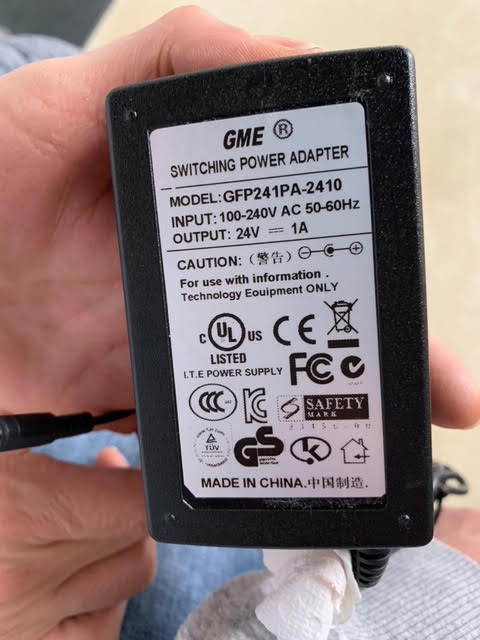 GME ®
SWITCHING POWER ADAPTER
MODEL:GFP241PA-2410
INPUT: 100-240V AC 50-60Hz
OUTPUT: 24V ⎓ 1A
CAUTION:（警告）
For use with information .
Technology Eouipment ONLY
c UL US CE
LISTED
I.T.E POWER SUPPLY FC
CCC
SAFETY
MARK
TÜV
GS
K
MADE IN CHINA.中国制造.